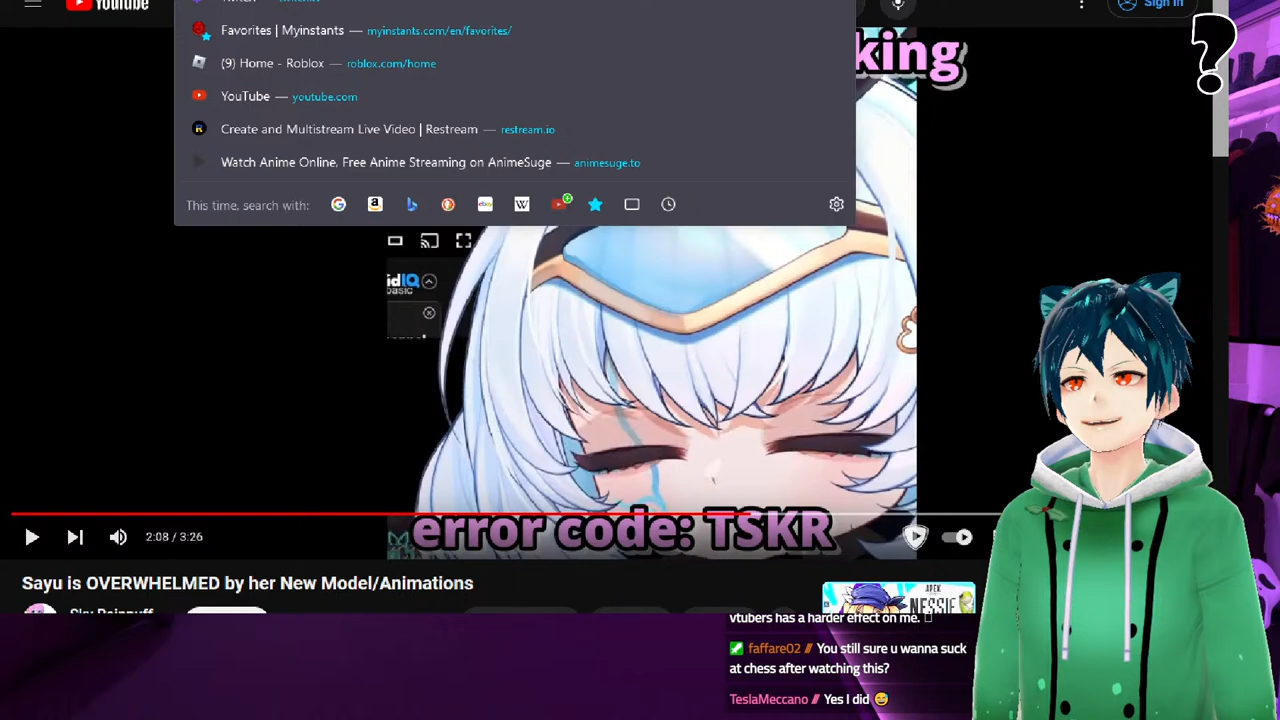 YouTube
Sign in
Favorites | Myinstants — myinstants.com/en/favorites/
(9) Home - Roblox — roblox.com/home
YouTube — youtube.com
Create and Multistream Live Video | Restream — restream.io
Watch Anime Online, Free Anime Streaming on AnimeSuge — animesuge.to
This time, search with:
king
?
idIQ
basic
error code: TSKR
2:08 / 3:26
Sayu is OVERWHELMED by her New Model/Animations
APEX
NESSIE
vtubers has a harder effect on me.
faffare02 // You still sure u wanna suck
at chess after watching this?
TeslaMeccano // Yes I did 😅